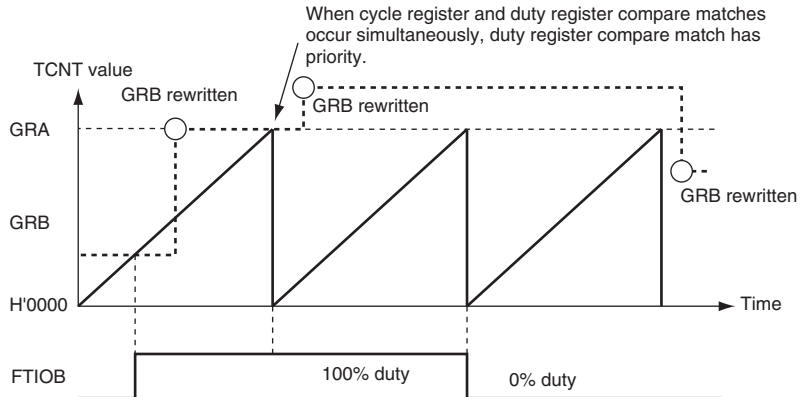 When cycle register and duty register compare matches
occur simultaneously, duty register compare match has
priority.
TCNT value
GRB rewritten
GRB rewritten
GRA
GRB rewritten
GRB
H'0000
Time
FTIOB
100% duty
0% duty